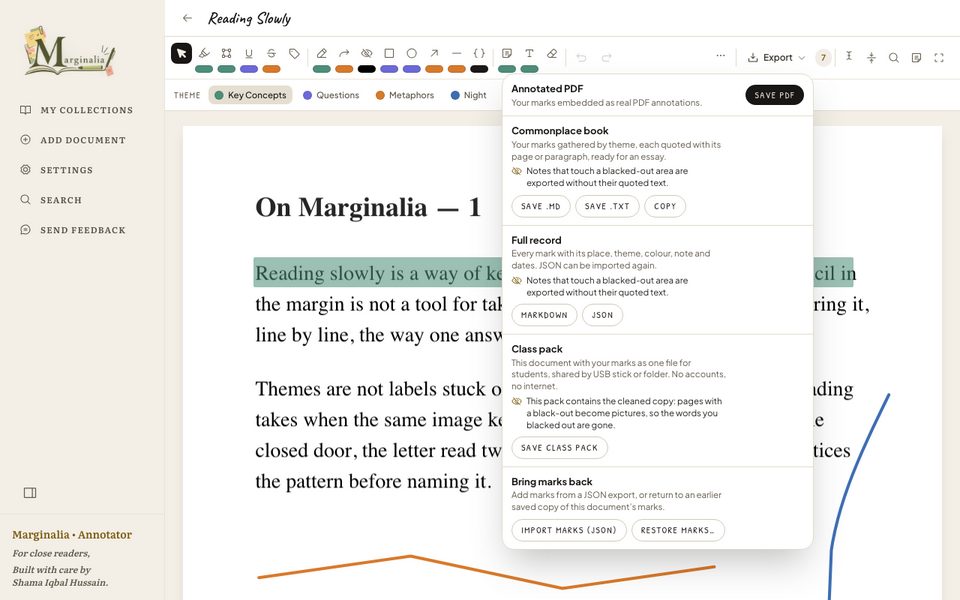 Marginalia
MY COLLECTIONS
ADD DOCUMENT
SETTINGS
SEARCH
SEND FEEDBACK
Marginalia • Annotator
For close readers,
Built with care by
Shama Iqbal Hussain.
Reading Slowly
Export
7
THEME
Key Concepts
Questions
Metaphors
Night
On Marginalia — 1
Reading slowly is a way of
cil in
the margin is not a tool for
ring it,
line by line, the way one
Themes are not labels stuck
ading
takes when the same image
closed door, the letter read
tices
the pattern before naming it.
Annotated PDF
Your marks embedded as real PDF annotations.
SAVE PDF
Commonplace book
Your marks gathered by theme, each quoted with its
page or paragraph, ready for an essay.
Notes that touch a blacked-out area are
exported without their quoted text.
SAVE .MD
SAVE .TXT
COPY
Full record
Every mark with its place, theme, colour, note and
dates. JSON can be imported again.
Notes that touch a blacked-out area are
exported without their quoted text.
MARKDOWN
JSON
Class pack
This document with your marks as one file for
students, shared by USB stick or folder. No accounts,
no internet.
This pack contains the cleaned copy: pages with
a black-out become pictures, so the words you
blacked out are gone.
SAVE CLASS PACK
Bring marks back
Add marks from a JSON export, or return to an earlier
saved copy of this document's marks.
IMPORT MARKS (JSON)
RESTORE MARKS…